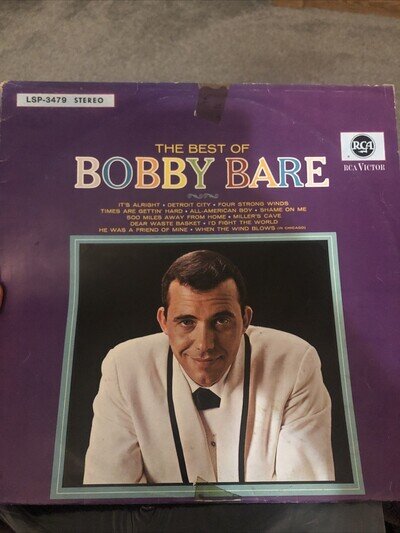 LSP-3479 STEREO
RCA
RCA VICTOR
THE BEST OF
BOBBY BARE
IT'S ALRIGHT • DETROIT CITY • FOUR STRONG WINDS
TIMES ARE GETTIN' HARD • ALL-AMERICAN BOY • SHAME ON ME
500 MILES AWAY FROM HOME • MILLER'S CAVE
DEAR WASTE BASKET • I'D FIGHT THE WORLD
HE WAS A FRIEND OF MINE • WHEN THE WIND BLOWS (IN CHICAGO)